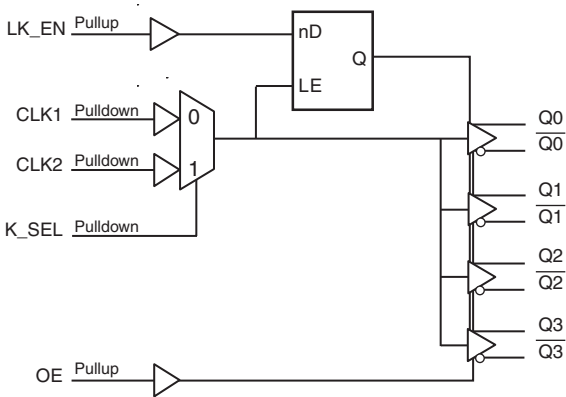 LK_EN Pullup
nD
Q
LE
CLK1 Pulldown
0
CLK2 Pulldown
1
K_SEL Pulldown
Q0
Q0
Q1
Q1
Q2
Q2
Q3
Q3
OE Pullup